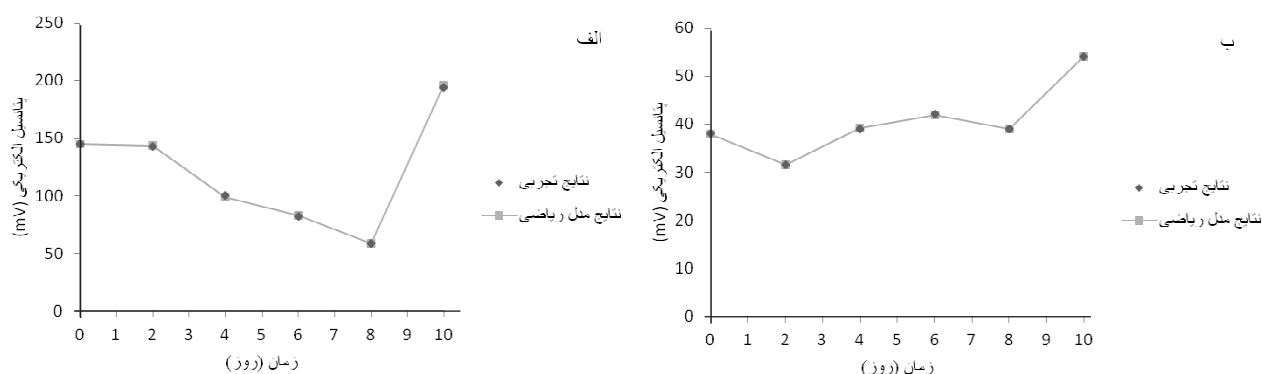 الف
250
200
150
100
50
0
پتانسیل الکتریکی (mV)
0 1 2 3 4 5 6 7 8 9 10
زمان (روز)
نتایج تجربی
نتایج مدل ریاضی
ب
60
50
40
30
20
10
0
پتانسیل الکتریکی (mV)
0 1 2 3 4 5 6 7 8 9 10
زمان (روز)
نتایج تجربی
نتایج مدل ریاضی